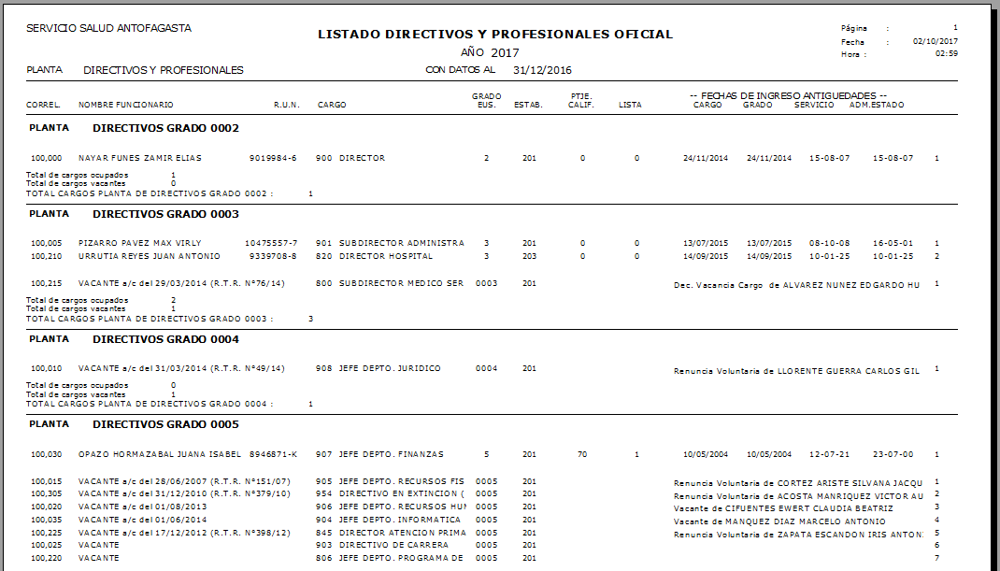 SERVICIO SALUD ANTOFAGASTA
LISTADO DIRECTIVOS Y PROFESIONALES OFICIAL
Página : 1
AÑO 2017
Fecha : 02/10/2017
Hora : 02:59
PLANTA DIRECTIVOS Y PROFESIONALES CON DATOS AL 31/12/2016
GRADO PTJE. -- FECHAS DE INGRESO ANTIGUEDADES --
CORREL. NOMBRE FUNCIONARIO R.U.N. CARGO EUS. ESTAB. CALIF. LISTA CARGO GRADO SERVICIO ADM.ESTADO
PLANTA DIRECTIVOS GRADO 0002
100,000 NAYAR FUNES ZAMIR ELIAS 9019984-6 900 DIRECTOR 2 201 0 0 24/11/2014 24/11/2014 15-08-07 15-08-07 1
Total de cargos ocupados 1
Total de cargos vacantes 0
TOTAL CARGOS PLANTA DE DIRECTIVOS GRADO 0002 : 1
PLANTA DIRECTIVOS GRADO 0003
100,005 PIZARRO PAVEZ MAX VIRLY 10475557-7 901 SUBDIRECTOR ADMINISTRA 3 201 0 0 13/07/2015 13/07/2015 08-10-08 16-05-01 1
100,210 URRUTIA REYES JUAN ANTONIO 9339708-8 820 DIRECTOR HOSPITAL 3 203 0 0 14/09/2015 14/09/2015 10-01-25 10-01-25 2
100,215 VACANTE a/c del 29/03/2014 (R.T.R. Nº76/14) 800 SUBDIRECTOR MEDICO SER 0003 201 Dec. Vacancia Cargo de ALVAREZ NUNEZ EDGARDO HU 1
Total de cargos ocupados 2
Total de cargos vacantes 1
TOTAL CARGOS PLANTA DE DIRECTIVOS GRADO 0003 : 3
PLANTA DIRECTIVOS GRADO 0004
100,010 VACANTE a/c del 31/03/2014 (R.T.R. Nº49/14) 908 JEFE DEPTO. JURIDICO 0004 201 Renuncia Voluntaria de LLORENTE GUERRA CARLOS GIL 1
Total de cargos ocupados 0
Total de cargos vacantes 1
TOTAL CARGOS PLANTA DE DIRECTIVOS GRADO 0004 : 1
PLANTA DIRECTIVOS GRADO 0005
100,030 OPAZO HORMAZABAL JUANA ISABEL 8946871-K 907 JEFE DEPTO. FINANZAS 5 201 70 1 10/05/2004 10/05/2004 12-07-21 23-07-00 1
100,015 VACANTE a/c del 28/06/2007 (R.T.R. Nº151/07) 905 JEFE DEPTO. RECURSOS FIS 0005 201 Renuncia Voluntaria de CORTEZ ARISTE SILVANA JACQU 1
100,305 VACANTE a/c del 31/12/2010 (R.T.R. Nº379/10) 954 DIRECTIVO EN EXTINCION ( 0005 201 Renuncia Voluntaria de ACOSTA MANRIQUEZ VICTOR AU 2
100,020 VACANTE a/c del 01/08/2013 906 JEFE DEPTO. RECURSOS HUM 0005 201 Vacante de CIFUENTES EWERT CLAUDIA BEATRIZ 3
100,035 VACANTE a/c del 01/06/2014 904 JEFE DEPTO. INFORMATICA 0005 201 Vacante de MANQUEZ DIAZ MARCELO ANTONIO 4
100,225 VACANTE a/c del 17/12/2012 (R.T.R. Nº398/12) 845 DIRECTOR ATENCION PRIMA 0005 201 Renuncia Voluntaria de ZAPATA ESCANDON IRIS ANTON 5
100,025 VACANTE 903 DIRECTIVO DE CARRERA 0005 201 6
100,220 VACANTE 806 JEFE DEPTO. PROGRAMA DE 0005 201 7